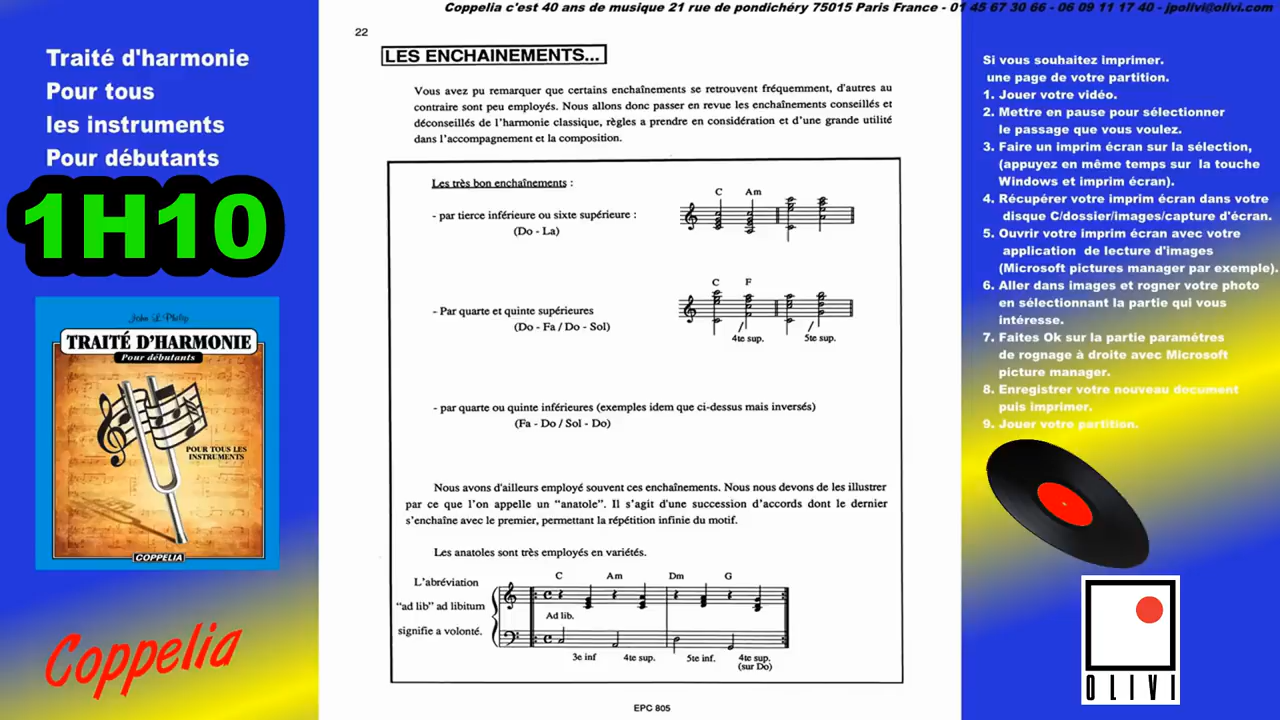 Coppelia c'est 40 ans de musique 21 rue de pondichéry 75015 Paris France - 01 45 67 30 66 - 06 09 11 17 40 - jpolivi@olivi.com
Traité d'harmonie
Pour tous
les instruments
Pour débutants
1H10
John L. Philip
TRAITÉ D'HARMONIE
Pour débutants
POUR TOUS LES
INSTRUMENTS
COPPELIA
Coppelia
22
LES ENCHAINEMENTS...
Vous avez pu remarquer que certains enchaînements se retrouvent fréquemment, d'autres au
contraire sont peu employés. Nous allons donc passer en revue les enchaînements conseillés et
déconseillés de l'harmonie classique, règles a prendre en considération et d'une grande utilité
dans l'accompagnement et la composition.
Les très bon enchaînements :
- par tierce inférieure ou sixte supérieure :
(Do - La)
C Am
- Par quarte et quinte supérieures
(Do - Fa / Do - Sol)
C F
4te sup. 5te sup.
- par quarte ou quinte inférieures (exemples idem que ci-dessus mais inversés)
(Fa - Do / Sol - Do)
Nous avons d'ailleurs employé souvent ces enchaînements. Nous nous devons de les illustrer
par ce que l'on appelle un "anatole". Il s'agit d'une succession d'accords dont le dernier
s'enchaîne avec le premier, permettant la répétition infinie du motif.
Les anatoles sont très employés en variétés.
L'abréviation
"ad lib" ad libitum
signifie a volonté.
C Am Dm G
Ad lib.
3e inf 4te sup. 5te inf. 4te sup.
(sur Do)
EPC 805
Si vous souhaitez imprimer.
une page de votre partition.
1. Jouer votre vidéo.
2. Mettre en pause pour sélectionner
le passage que vous voulez.
3. Faire un imprim écran sur la sélection,
(appuyez en même temps sur la touche
Windows et imprim écran).
4. Récupérer votre imprim écran dans votre
disque C/dossier/images/capture d'écran.
5. Ouvrir votre imprim écran avec votre
application de lecture d'images
(Microsoft pictures manager par exemple).
6. Aller dans images et rogner votre photo
en sélectionnant la partie qui vous
intéresse.
7. Faites Ok sur la partie paramètres
de rognage à droite avec Microsoft
picture manager.
8. Enregistrer votre nouveau document
puis imprimer.
9. Jouer votre partition.
OLIVI